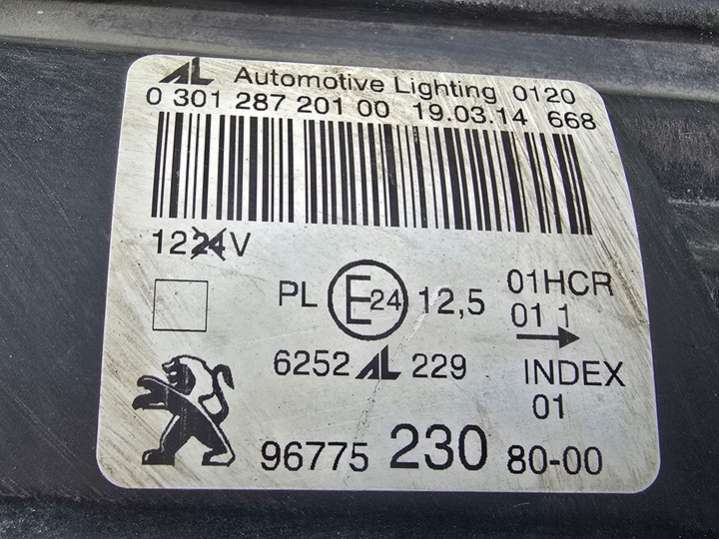 AL Automotive Lighting 0120
0 301 287 201 00 19.03.14 668
1224V
PL E24 12,5 01HCR
01 1
6252 AL 229 INDEX
01
96775 230 80-00